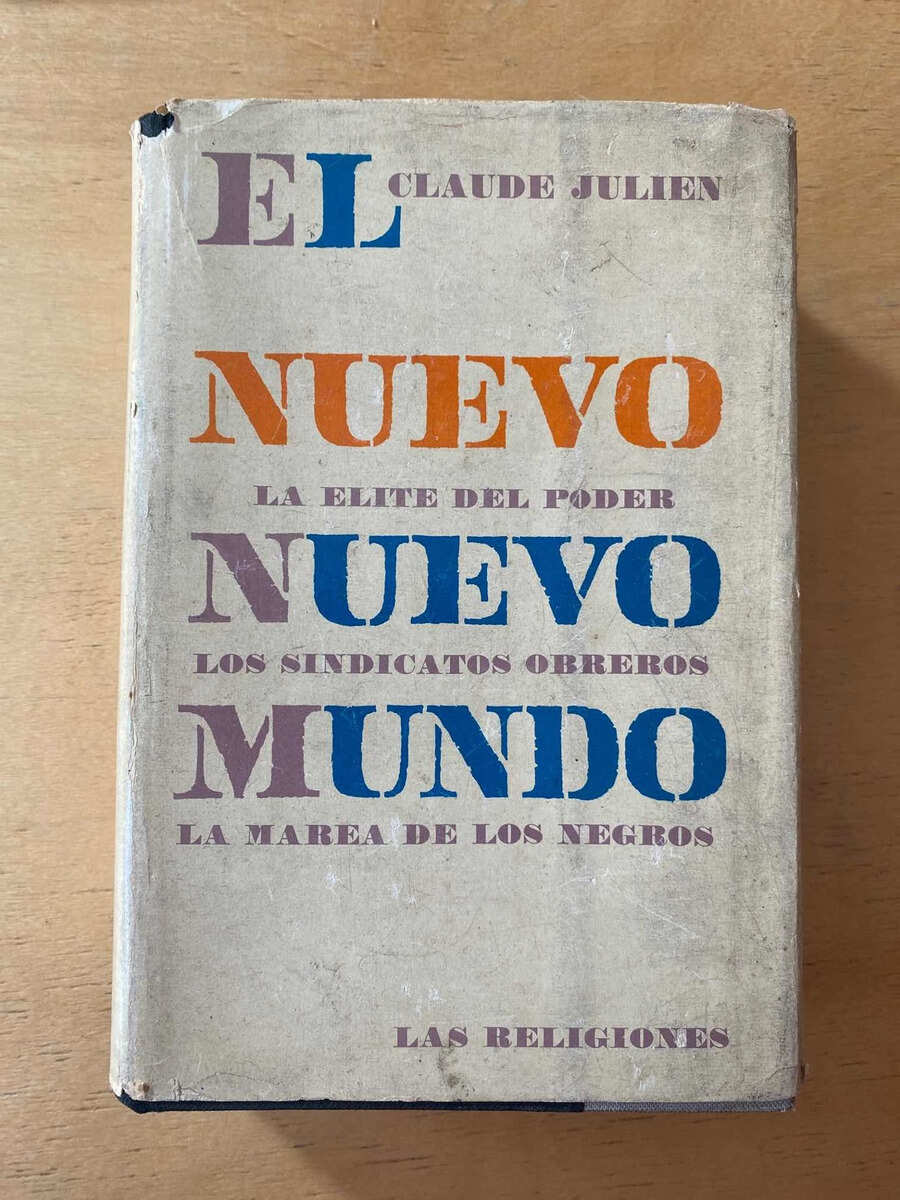 EL
CLAUDE JULIEN
NUEVO
LA ELITE DEL PODER
NUEVO
LOS SINDICATOS OBREROS
MUNDO
LA MAREA DE LOS NEGROS
LAS RELIGIONES